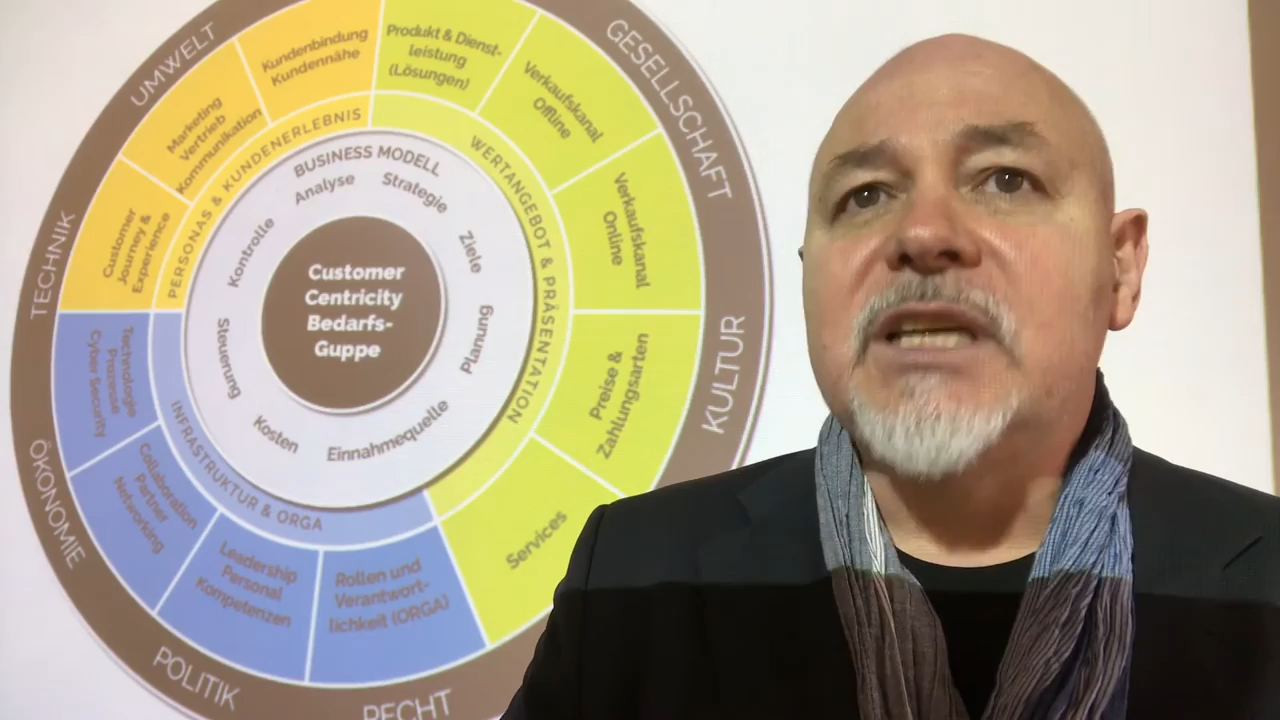 UMWELT
GESELLSCHAFT
KULTUR
RECHT
POLITIK
ÖKONOMIE
TECHNIK
Kundenbindung
Kundennähe
Produkt & Dienst-
leistung
(Lösungen)
Verkaufskanal
Offline
Verkaufskanal
Online
Preise &
Zahlungsarten
Services
Rollen und
Verantwort-
lichkeit (ORGA)
Leadership
Personal
Kompetenzen
Collaboration
Partner
Networking
Technologie
Prozesse
Cyber Security
Customer
Journey &
Experience
Marketing
Vertrieb
Kommunikation
PERSONAS & KUNDENERLEBNIS
WERTANGEBOT & PRÄSENTATION
INFRASTRUKTUR & ORGA
BUSINESS MODELL
Analyse
Strategie
Ziele
Planung
Einnahmequelle
Kosten
Steuerung
Kontrolle
Customer
Centricity
Bedarfs-
Guppe